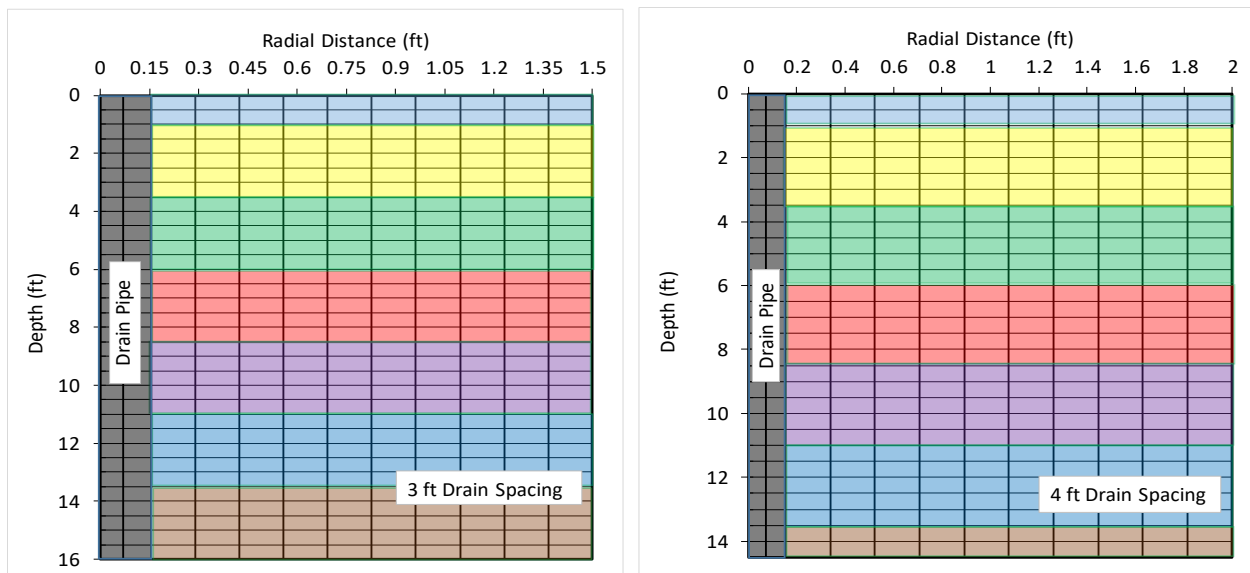 Radial Distance (ft)
0 0.15 0.3 0.45 0.6 0.75 0.9 1.05 1.2 1.35 1.5
0
2
4
6
8
10
12
14
16
Depth (ft)
Drain Pipe
3 ft Drain Spacing
Radial Distance (ft)
0 0.2 0.4 0.6 0.8 1 1.2 1.4 1.6 1.8 2
0
2
4
6
8
10
12
14
Depth (ft)
Drain Pipe
4 ft Drain Spacing